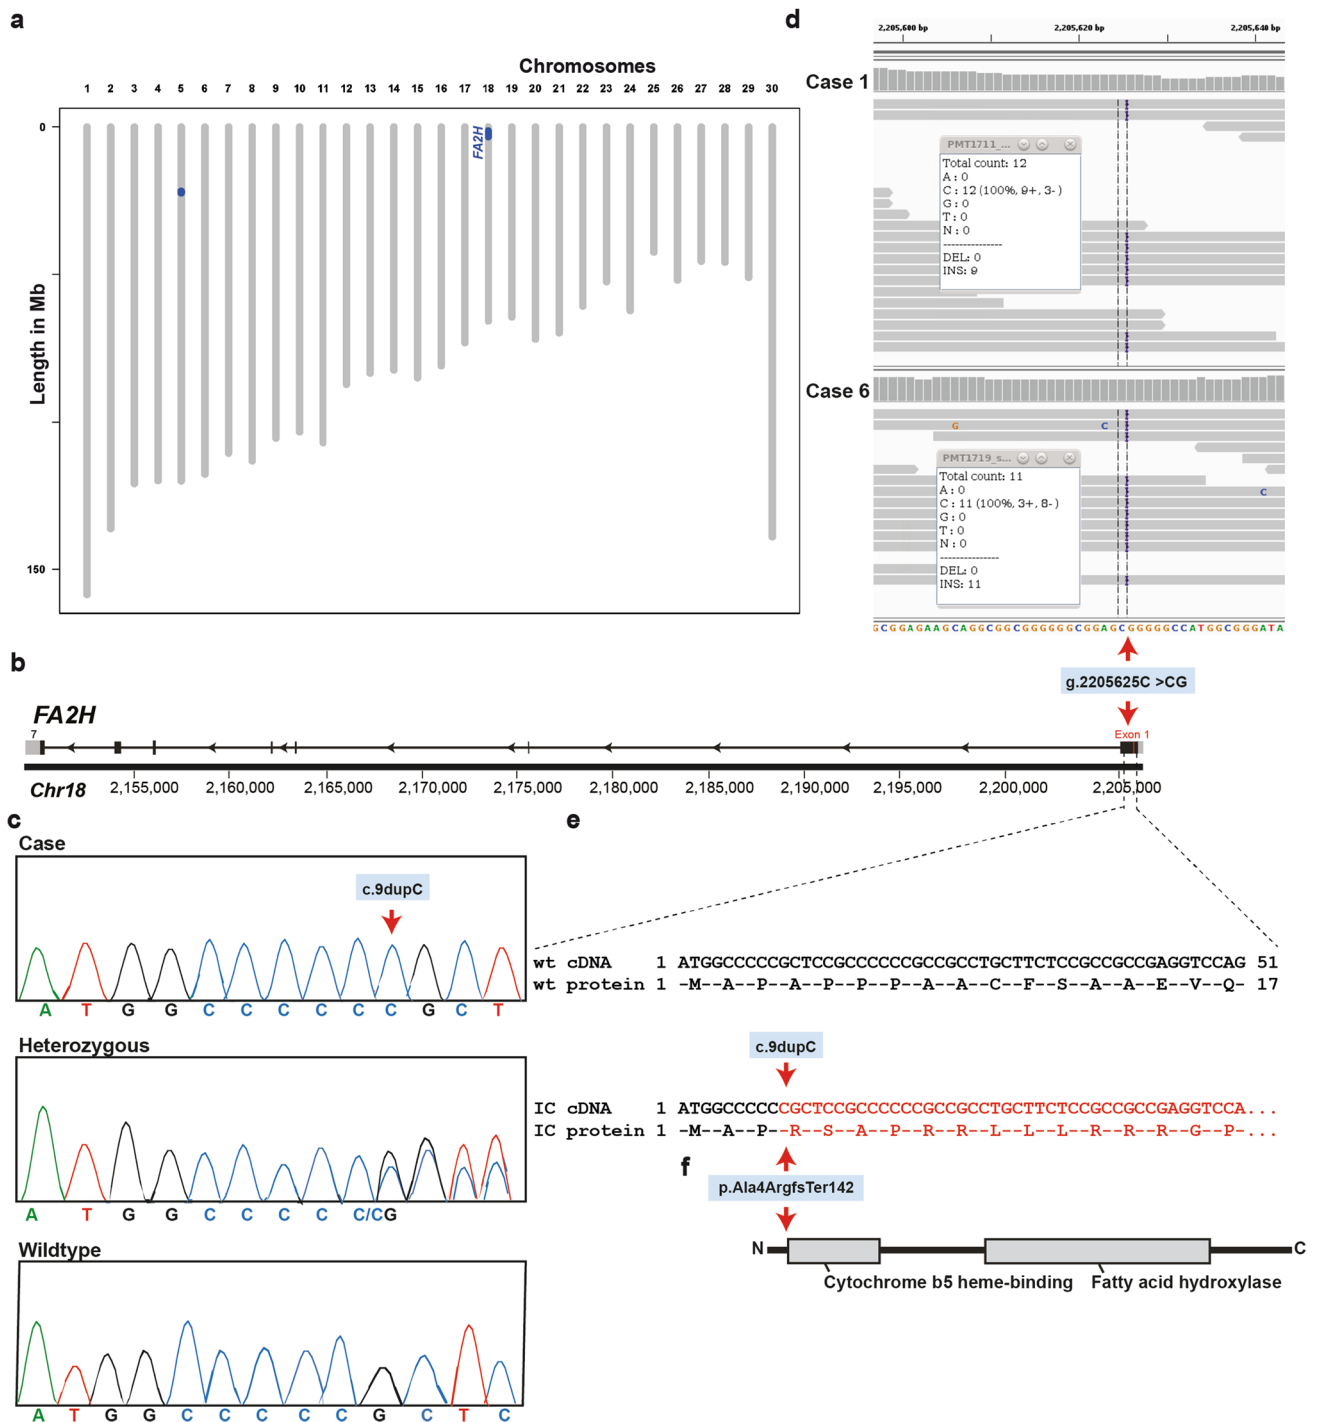 a
Chromosomes
1 2 3 4 5 6 7 8 9 10 11 12 13 14 15 16 17 18 19 20 21 22 23 24 25 26 27 28 29 30
0
FA2H
Length in Mb
150
d
2,205,600 bp 2,205,620 bp 2,205,640 bp
Case 1
PMT1711_...
Total count: 12
A : 0
C : 12 (100%, 9+, 3- )
G : 0
T : 0
N : 0
---------------
DEL: 0
INS: 9
Case 6
G C
PMT1719_s...
Total count: 11
A : 0
C : 11 (100%, 3+, 8- )
G : 0
T : 0
N : 0
---------------
DEL: 0
INS: 11
C
GCGGAGAAGCAGGCGGCGGGGGGCGGAGCGGGGGCCATGGCGGGATA
g.2205625C >CG
b
FA2H
7
Exon 1
Chr18
2,155,000 2,160,000 2,165,000 2,170,000 2,175,000 2,180,000 2,185,000 2,190,000 2,195,000 2,200,000 2,205,000
c
Case
c.9dupC
A T G G C C C C C C G C T
Heterozygous
A T G G C C C C C/CG
Wildtype
A T G G C C C C C G C T C
e
wt cDNA 1 ATGGCCCCCGCTCCGCCCCCCGCCGCCTGCTTCTCCGCCGCCGAGGTCCAG 51
wt protein 1 -M--A--P--A--P--P--P--A--A--C--F--S--A--A--E--V--Q- 17
c.9dupC
IC cDNA 1 ATGGCCCCCCGCTCCGCCCCCCGCCGCCTGCTTCTCCGCCGCCGAGGTCCA...
IC protein 1 -M--A--P--R--S--A--P--R--R--L--L--L--R--R--R--G--P-...
f
p.Ala4ArgfsTer142
N C
Cytochrome b5 heme-binding Fatty acid hydroxylase